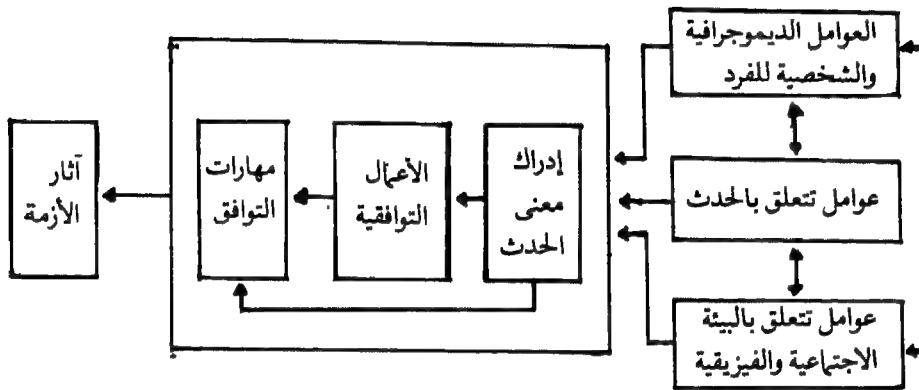 العوامل الديموجرافية
والشخصية للفرد
عوامل تتعلق بالحدث
عوامل تتعلق بالبيئة
الاجتماعية والفيزيقية
إدراك
معنى
الحدث
الأعمال
التوافقية
مهارات
التوافق
آثار
الأزمة